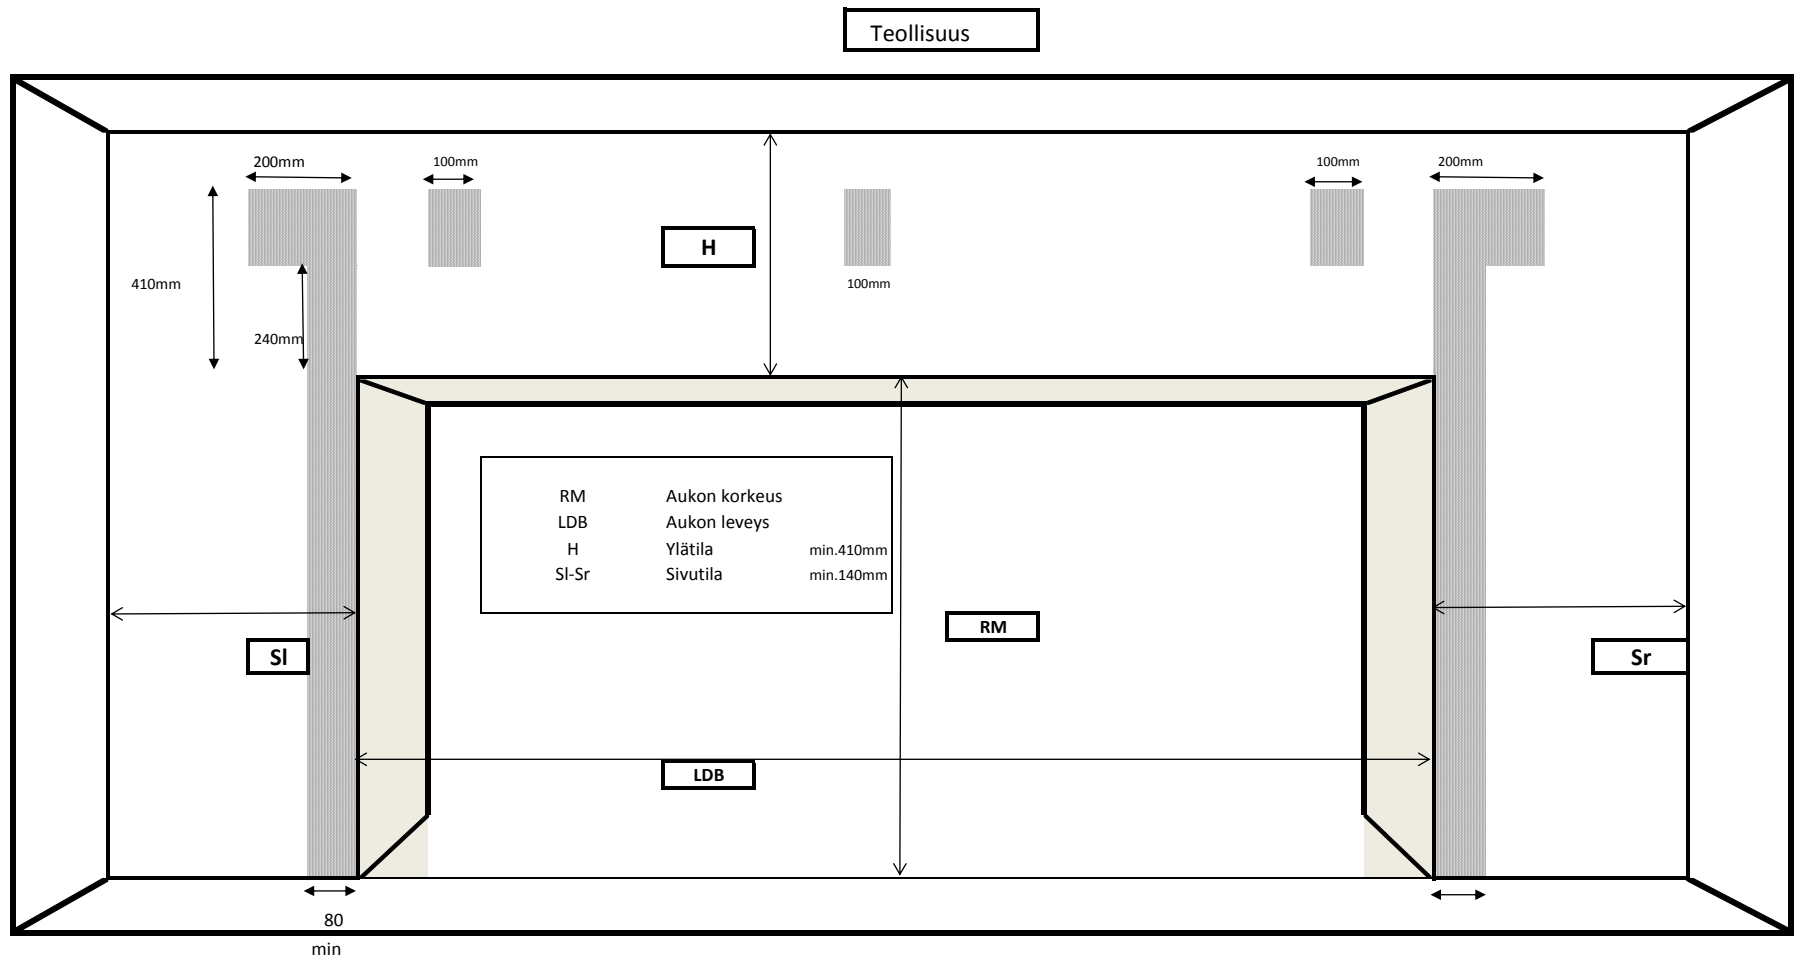 Teollisuus
200mm
100mm
100mm
200mm
H
410mm
100mm
240mm
RM Aukon korkeus
LDB Aukon leveys
H Ylätila min.410mm
Sl-Sr Sivutila min.140mm
RM
Sl
Sr
LDB
80
min